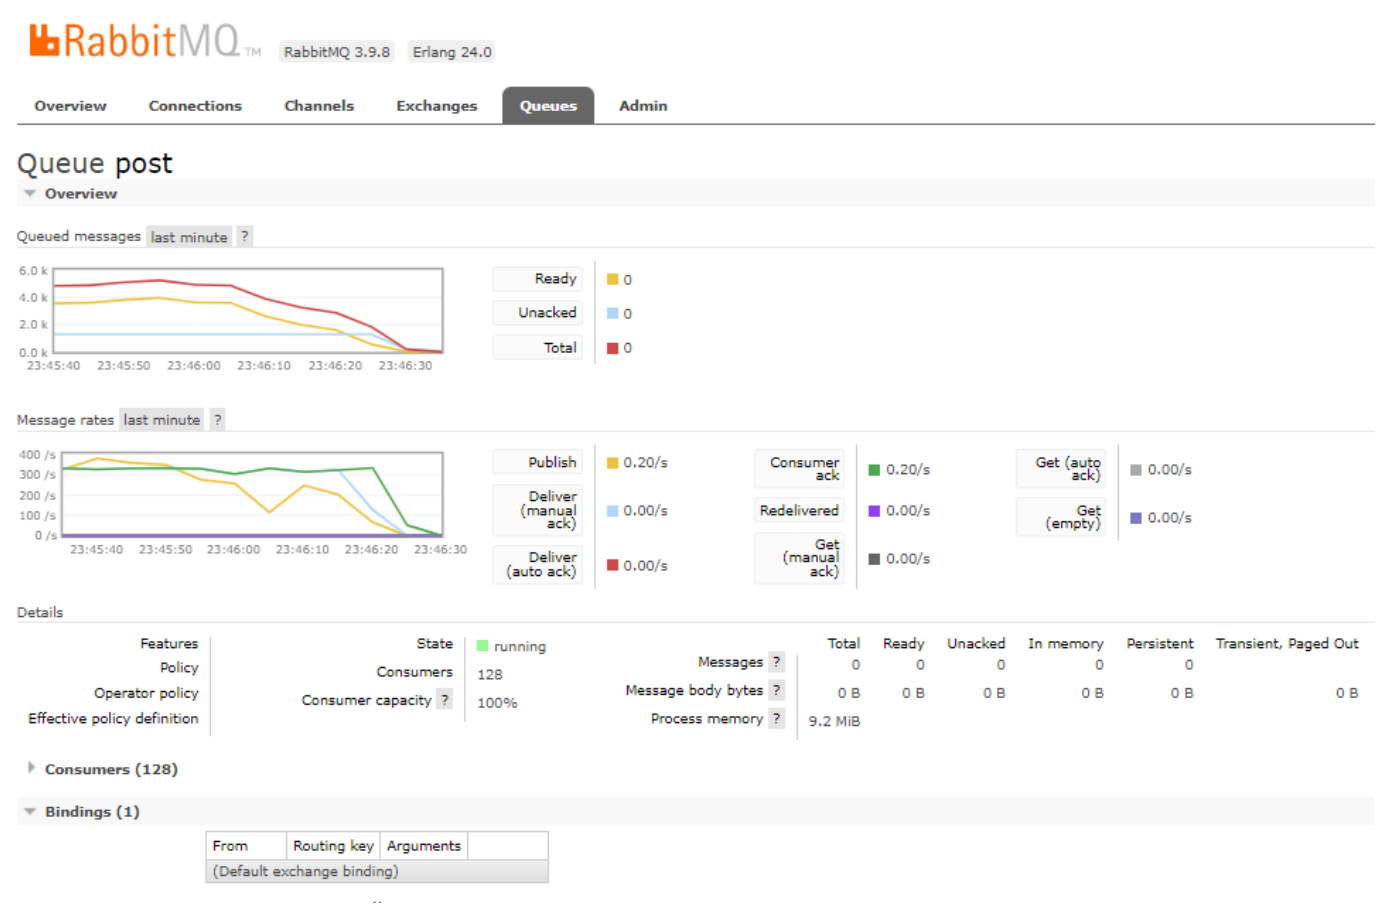 RabbitMQ TM RabbitMQ 3.9.8 Erlang 24.0
Overview Connections Channels Exchanges Queues Admin
Queue post
Overview
Queued messages last minute ?
6.0 k
4.0 k
2.0 k
0.0 k
23:45:40 23:45:50 23:46:00 23:46:10 23:46:20 23:46:30
Ready 0
Unacked 0
Total 0
Message rates last minute ?
400 /s
300 /s
200 /s
100 /s
0 /s
23:45:40 23:45:50 23:46:00 23:46:10 23:46:20 23:46:30
Publish 0.20/s
Deliver
(manual
ack) 0.00/s
Deliver
(auto ack) 0.00/s
Consumer
ack 0.20/s
Redelivered 0.00/s
Get
(manual
ack) 0.00/s
Get (auto
ack) 0.00/s
Get
(empty) 0.00/s
Details
Features
Policy
Operator policy
Effective policy definition
State running
Consumers 128
Consumer capacity ? 100%
Total Ready Unacked In memory Persistent Transient, Paged Out
Messages ? 0 0 0 0 0
Message body bytes ? 0 B 0 B 0 B 0 B 0 B 0 B
Process memory ? 9.2 MiB
Consumers (128)
Bindings (1)
From Routing key Arguments
(Default exchange binding)